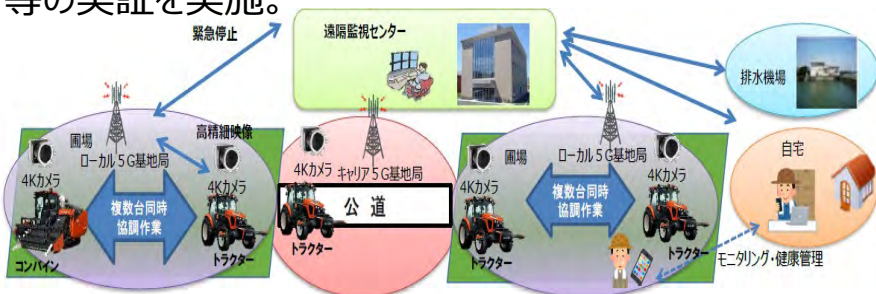 等の実証を実施。
緊急停止
遠隔監視センター
排水機場
圃場
ローカル5G基地局
高精細映像
4Kカメラ
4Kカメラ
複数台同時
協調作業
コンバイン
トラクター
4Kカメラ
キャリア5G基地局
公道
トラクター
圃場
ローカル5G基地局
4Kカメラ
4Kカメラ
複数台同時
協調作業
トラクター
トラクター
自宅
モニタリング・健康管理